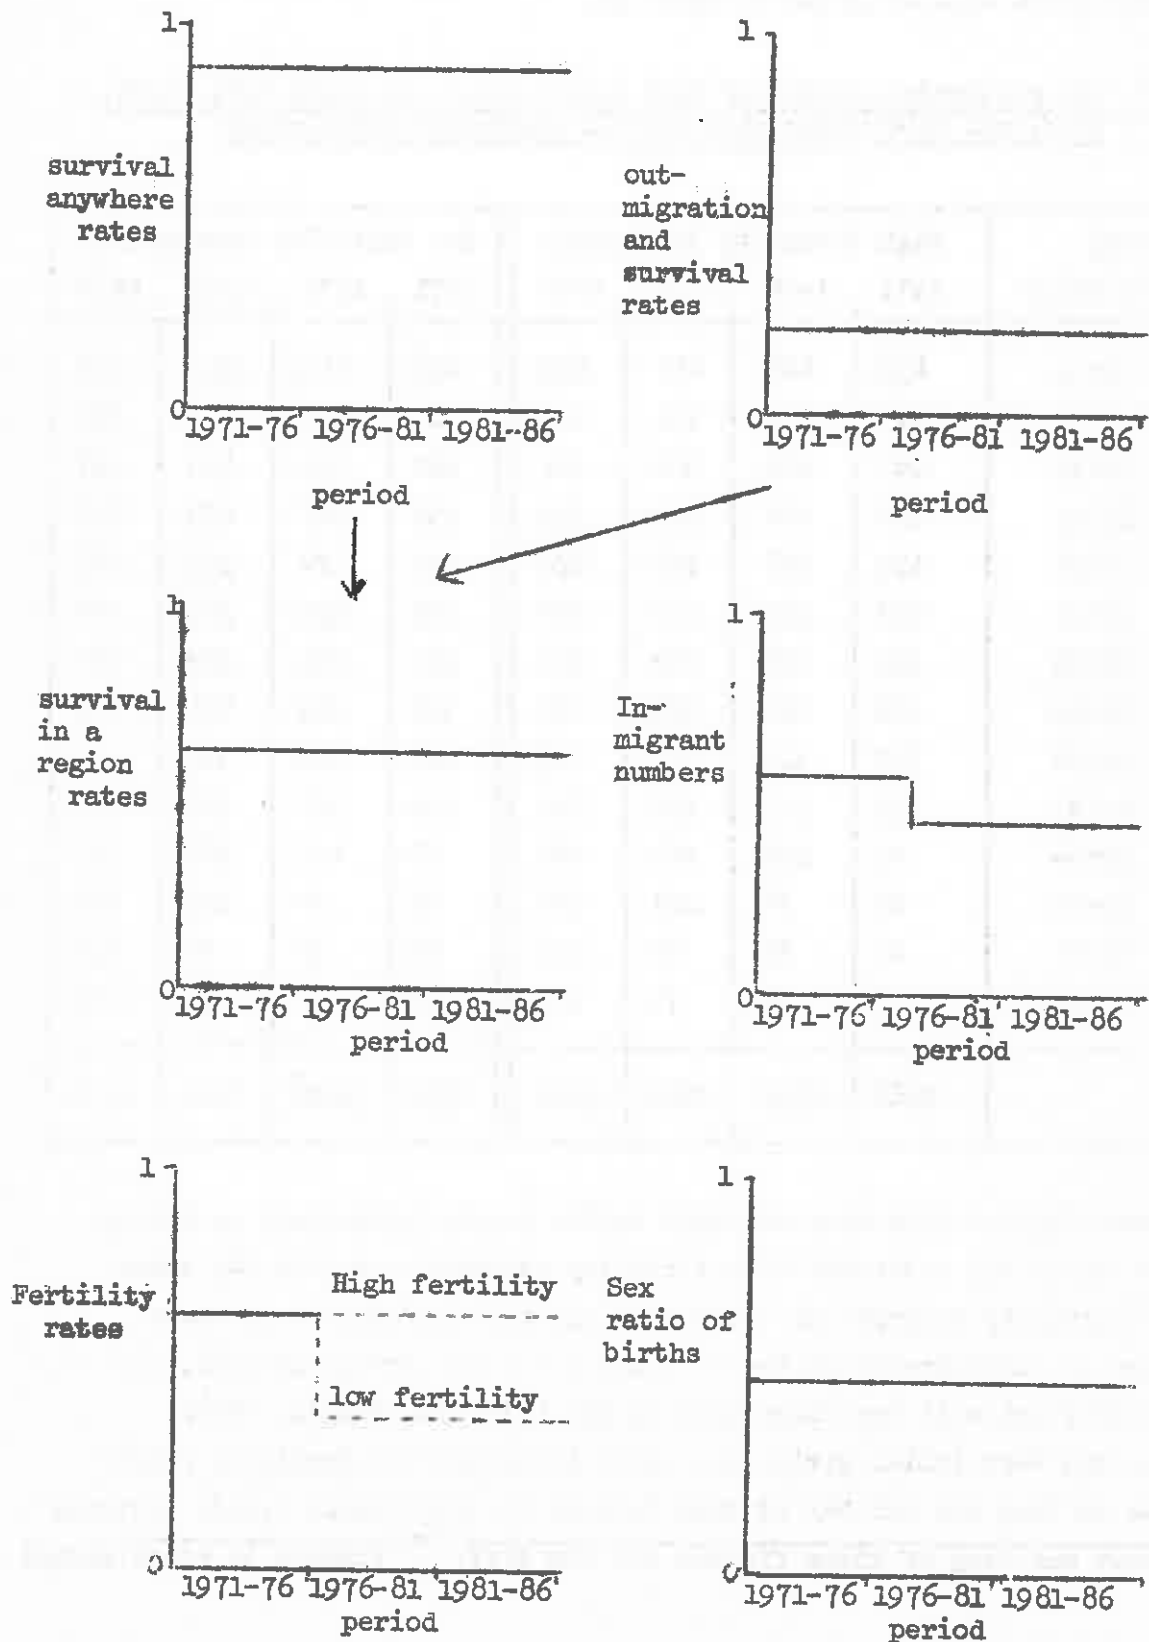 1
survival
anywhere
rates
0
1971-76' 1976-81' 1981-86'
period
1
out-
migration
and
survival
rates
0
1971-76' 1976-81' 1981-86'
period
1
survival
in a
region
rates
0
1971-76' 1976-81' 1981-86'
period
1
In-
migrant
numbers
0
1971-76' 1976-81' 1981-86'
period
1
Fertility
rates
High fertility
low fertility
0
1971-76' 1976-81' 1981-86'
period
1
Sex
ratio of
births
0
1971-76' 1976-81' 1981-86'
period